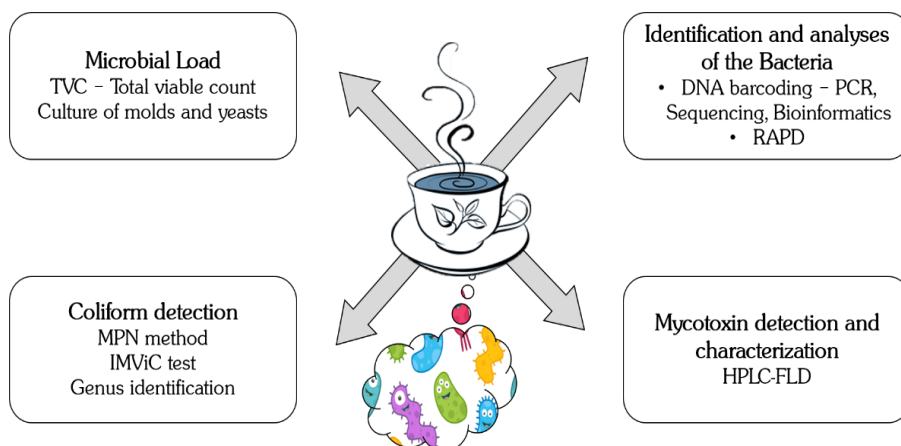 Microbial Load
TVC – Total viable count
Culture of molds and yeasts
Identification and analyses
of the Bacteria
• DNA barcoding – PCR,
Sequencing, Bioinformatics
• RAPD
Coliform detection
MPN method
IMViC test
Genus identification
Mycotoxin detection and
characterization
HPLC-FLD